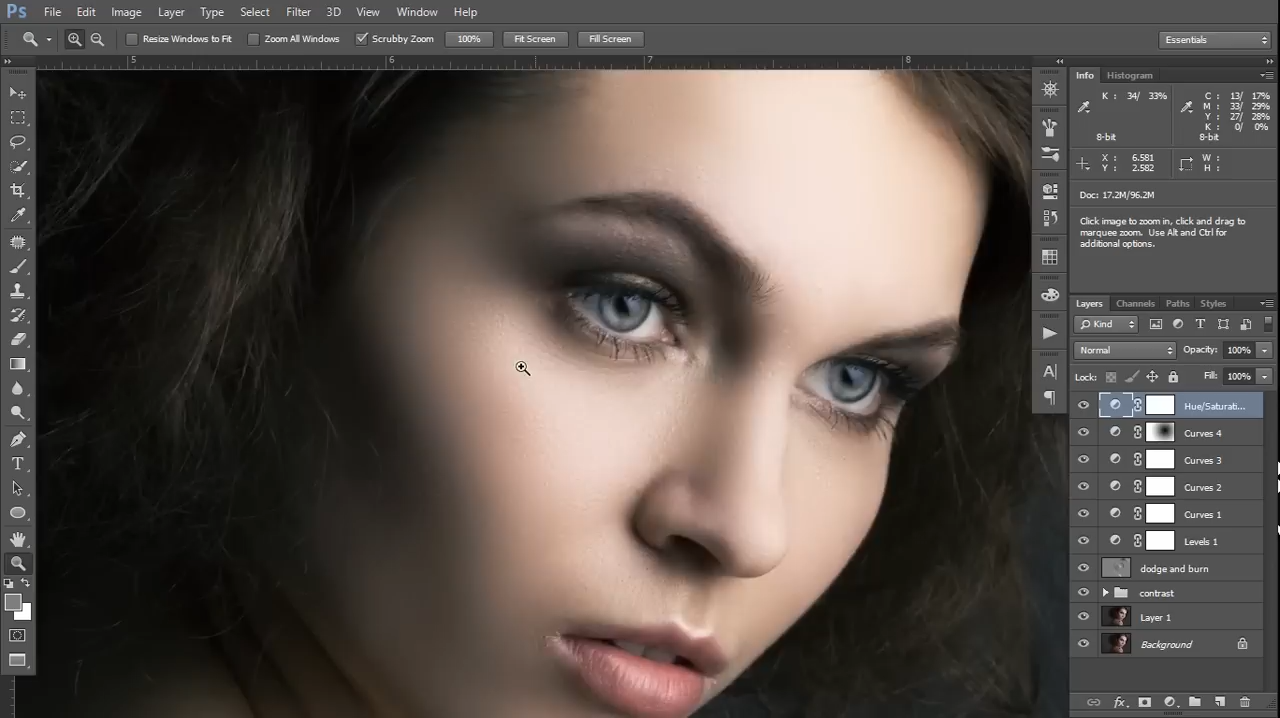 Ps File Edit Image Layer Type Select Filter 3D View Window Help
Resize Windows to Fit Zoom All Windows Scrubby Zoom 100% Fit Screen Fill Screen Essentials
5 6 7 8
Info Histogram
K : 34/ 33% C : 13/ 17%
M : 33/ 29%
Y : 27/ 28%
K : 0/ 0%
8-bit 8-bit
X : 6.581 W :
Y : 2.582 H :
Doc: 17.2M/96.2M
Click image to zoom in, click and drag to
marquee zoom. Use Alt and Ctrl for
additional options.
Layers Channels Paths Styles
Kind
Normal Opacity: 100%
Lock: Fill: 100%
Hue/Saturati...
Curves 4
Curves 3
Curves 2
Curves 1
Levels 1
dodge and burn
contrast
Layer 1
Background
fx